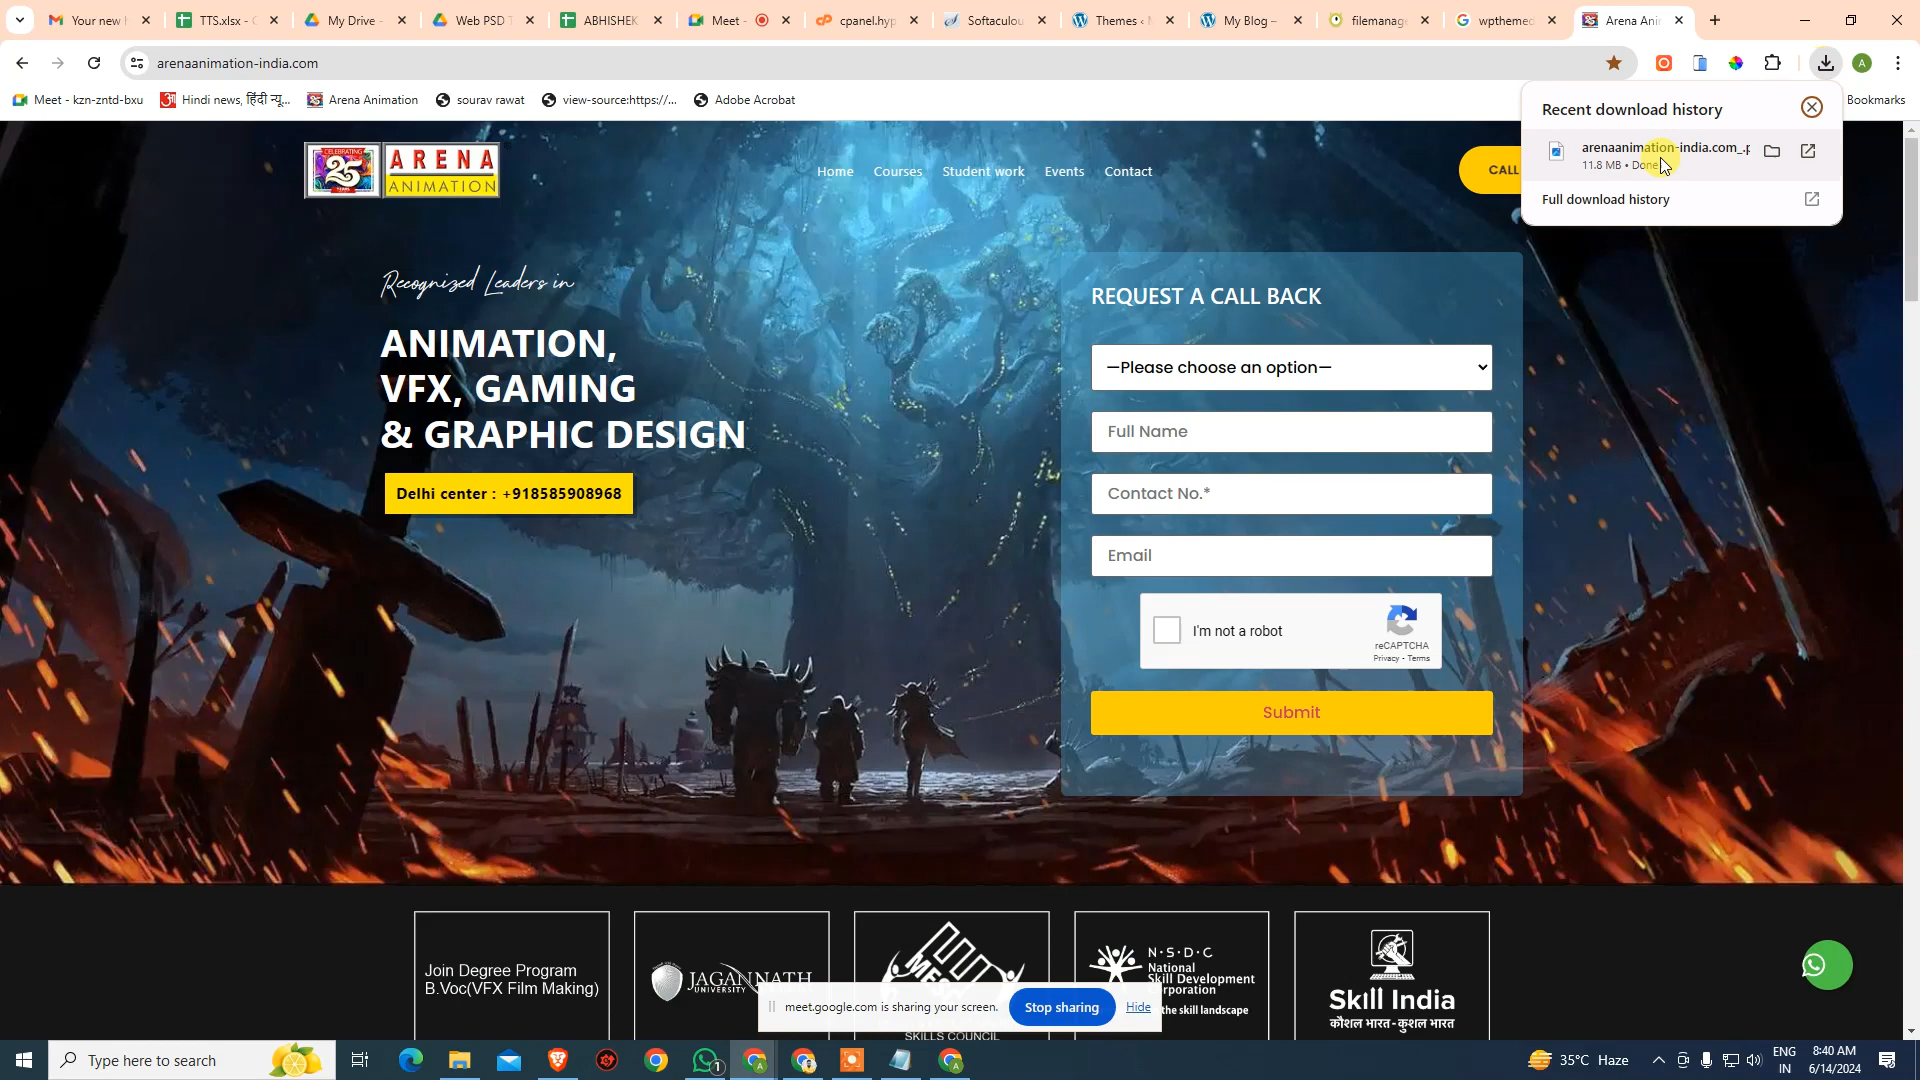 Your new h
TTS.xlsx - G
My Drive -
Web PSD T
ABHISHEK
Meet -
cpanel.hyp
Softaculou
Themes ‹
My Blog –
filemanage
wpthemed
Arena Anin
arenaanimation-india.com
A
Meet - kzn-zntd-bxu
Hindi news, हिंदी न्यू...
Arena Animation
sourav rawat
view-source:https://...
Adobe Acrobat
Bookmarks
Recent download history
arenaanimation-india.com_.p
11.8 MB • Done
Full download history
CELEBRATING
25
YEARS
ARENA
ANIMATION
Home
Courses
Student work
Events
Contact
CALL
Recognized Leaders in
ANIMATION,
VFX, GAMING
& GRAPHIC DESIGN
Delhi center : +918585908968
REQUEST A CALL BACK
—Please choose an option—
Full Name
Contact No.*
Email
I'm not a robot
reCAPTCHA
Privacy - Terms
Submit
Join Degree Program
B.Voc(VFX Film Making)
JAGANNATH
UNIVERSITY
MESC
SKILLS COUNCIL
N·S·D·C
National
Skill Development
Corporation
the skill landscape
Skill India
कौशल भारत - कुशल भारत
meet.google.com is sharing your screen.
Stop sharing
Hide
Type here to search
1
35°C Haze
ENG
IN
8:40 AM
6/14/2024